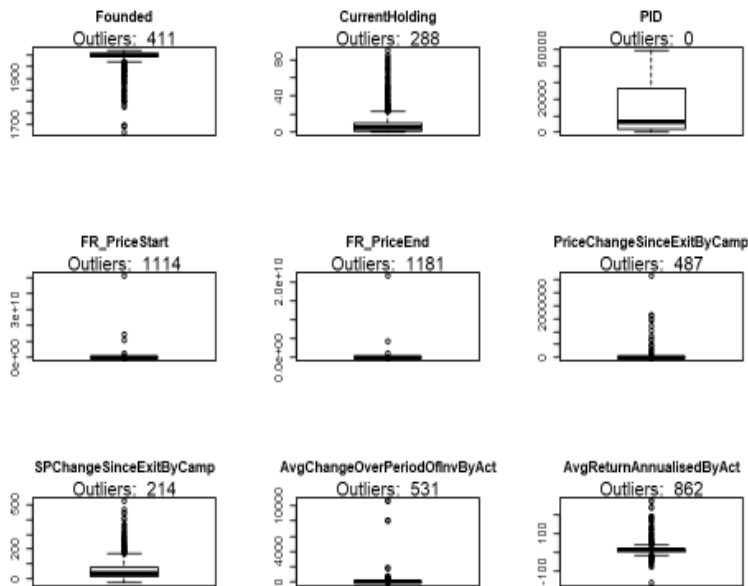 Founded
Outliers: 411
1900
1700
CurrentHolding
Outliers: 288
80
40
0
PID
Outliers: 0
50000
20000
0
FR_PriceStart
Outliers: 1114
3e+10
0e+00
FR_PriceEnd
Outliers: 1181
2.0e+10
0.0e+00
PriceChangeSinceExitByCamp
Outliers: 487
2000000
0
SPChangeSinceExitByCamp
Outliers: 214
500
200
0
AvgChangeOverPeriodOfInvByAct
Outliers: 531
10000
4000
0
AvgReturnAnnualisedByAct
Outliers: 862
100
-100